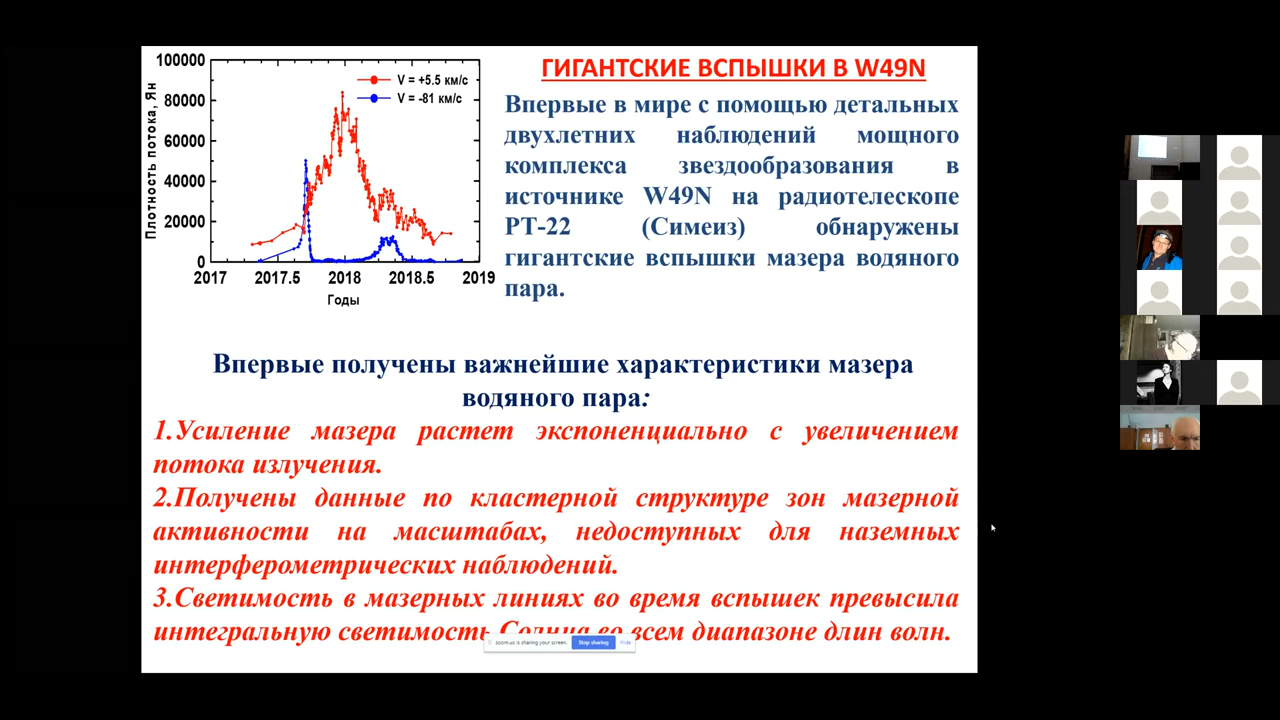 100000
80000
60000
40000
20000
0
Плотность потока, Ян
V = +5.5 км/с
V = -81 км/с
2017
2017.5
2018
2018.5
2019
Годы
ГИГАНТСКИЕ ВСПЫШКИ В W49N
Впервые в мире с помощью детальных
двухлетних наблюдений мощного
комплекса звездообразования в
источнике W49N на радиотелескопе
РТ-22 (Симеиз) обнаружены
гигантские вспышки мазера водяного
пара.
Впервые получены важнейшие характеристики мазера
водяного пара:
1.Усиление мазера растет экспоненциально с увеличением
потока излучения.
2.Получены данные по кластерной структуре зон мазерной
активности на масштабах, недоступных для наземных
интерферометрических наблюдений.
3.Светимость в мазерных линиях во время вспышек превысила
интегральную светимость Солнца во всем диапазоне длин волн.
zoom.us is sharing your screen.
Stop sharing
Hide